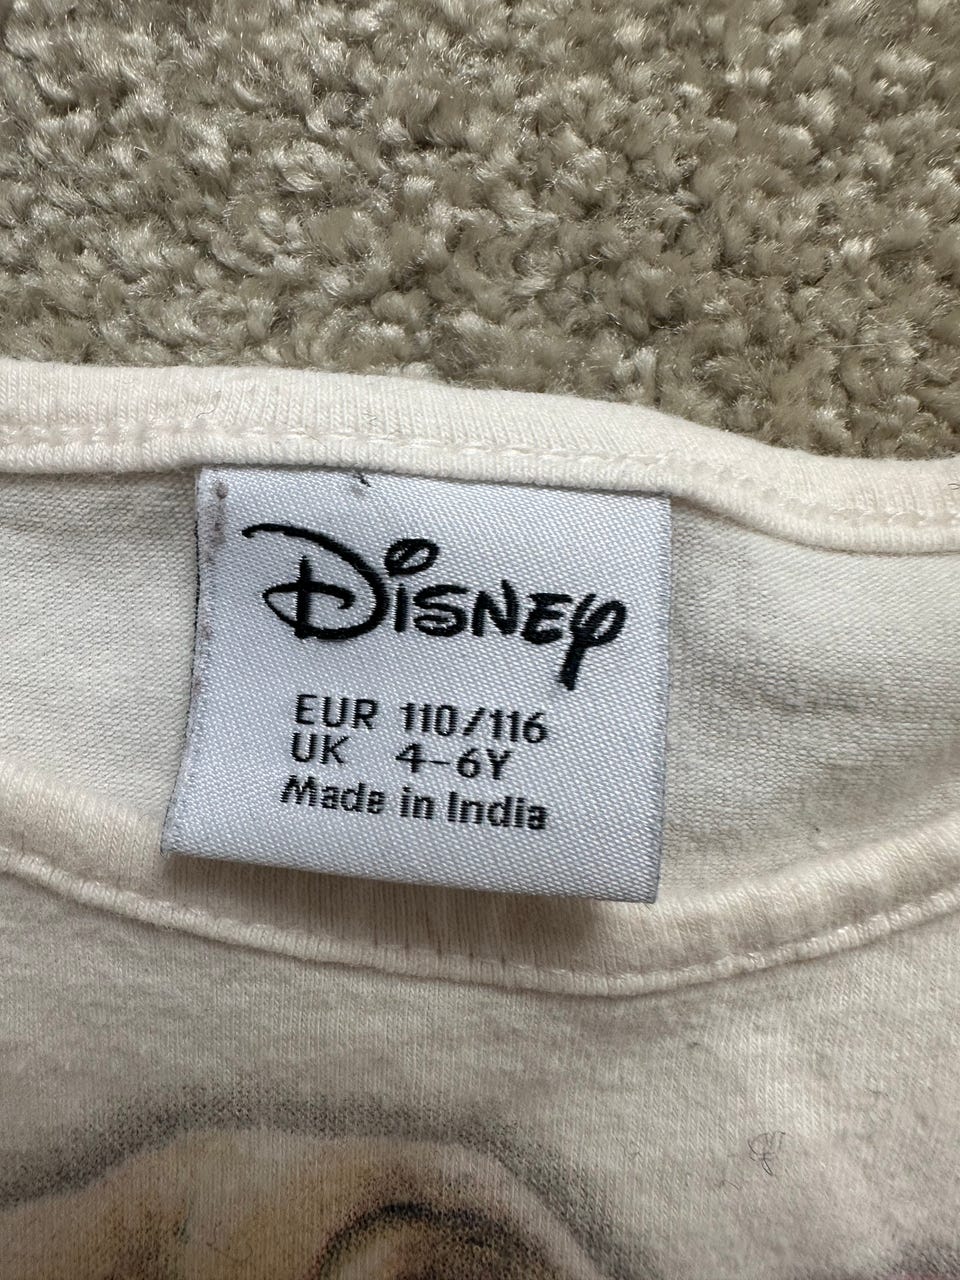 Disney
EUR 110/116
UK 4-6Y
Made in India